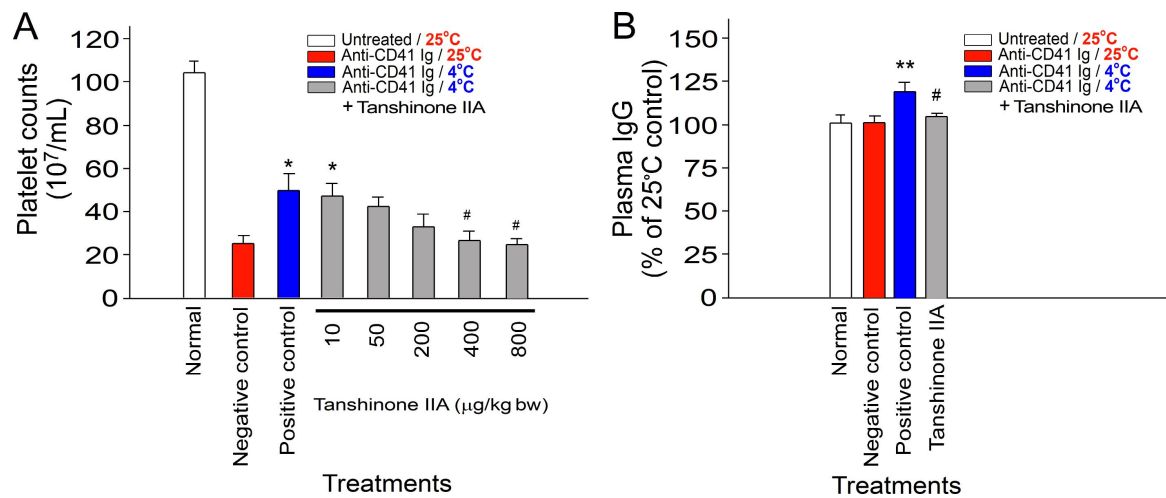 A
Platelet counts
(10⁷/mL)
120
100
80
60
40
20
0
Untreated / 25°C
Anti-CD41 Ig / 25°C
Anti-CD41 Ig / 4°C
Anti-CD41 Ig / 4°C
+ Tanshinone IIA
*
*
#
#
Normal
Negative control
Positive control
10
50
200
400
800
Tanshinone IIA (μg/kg bw)
Treatments
B
Plasma IgG
(% of 25°C control)
150
125
100
75
50
25
0
Untreated / 25°C
Anti-CD41 Ig / 25°C
Anti-CD41 Ig / 4°C
Anti-CD41 Ig / 4°C
+ Tanshinone IIA
**
#
Normal
Negative control
Positive control
Tanshinone IIA
Treatments